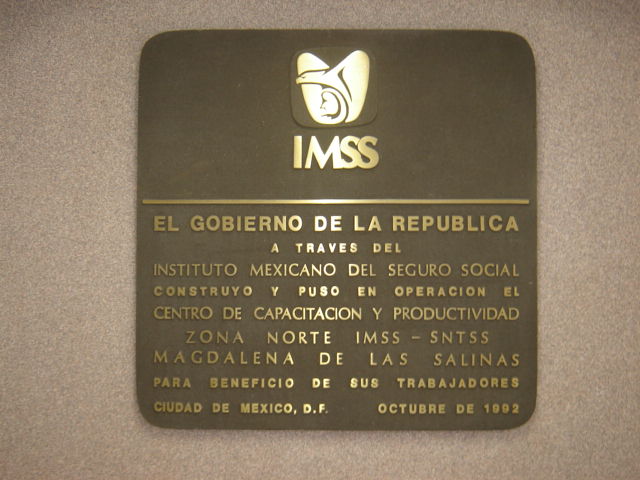 IMSS
EL GOBIERNO DE LA REPUBLICA
A TRAVES DEL
INSTITUTO MEXICANO DEL SEGURO SOCIAL
CONSTRUYO Y PUSO EN OPERACION EL
CENTRO DE CAPACITACION Y PRODUCTIVIDAD
ZONA NORTE IMSS - SNTSS
MAGDALENA DE LAS SALINAS
PARA BENEFICIO DE SUS TRABAJADORES
CIUDAD DE MEXICO, D.F. OCTUBRE DE 1992